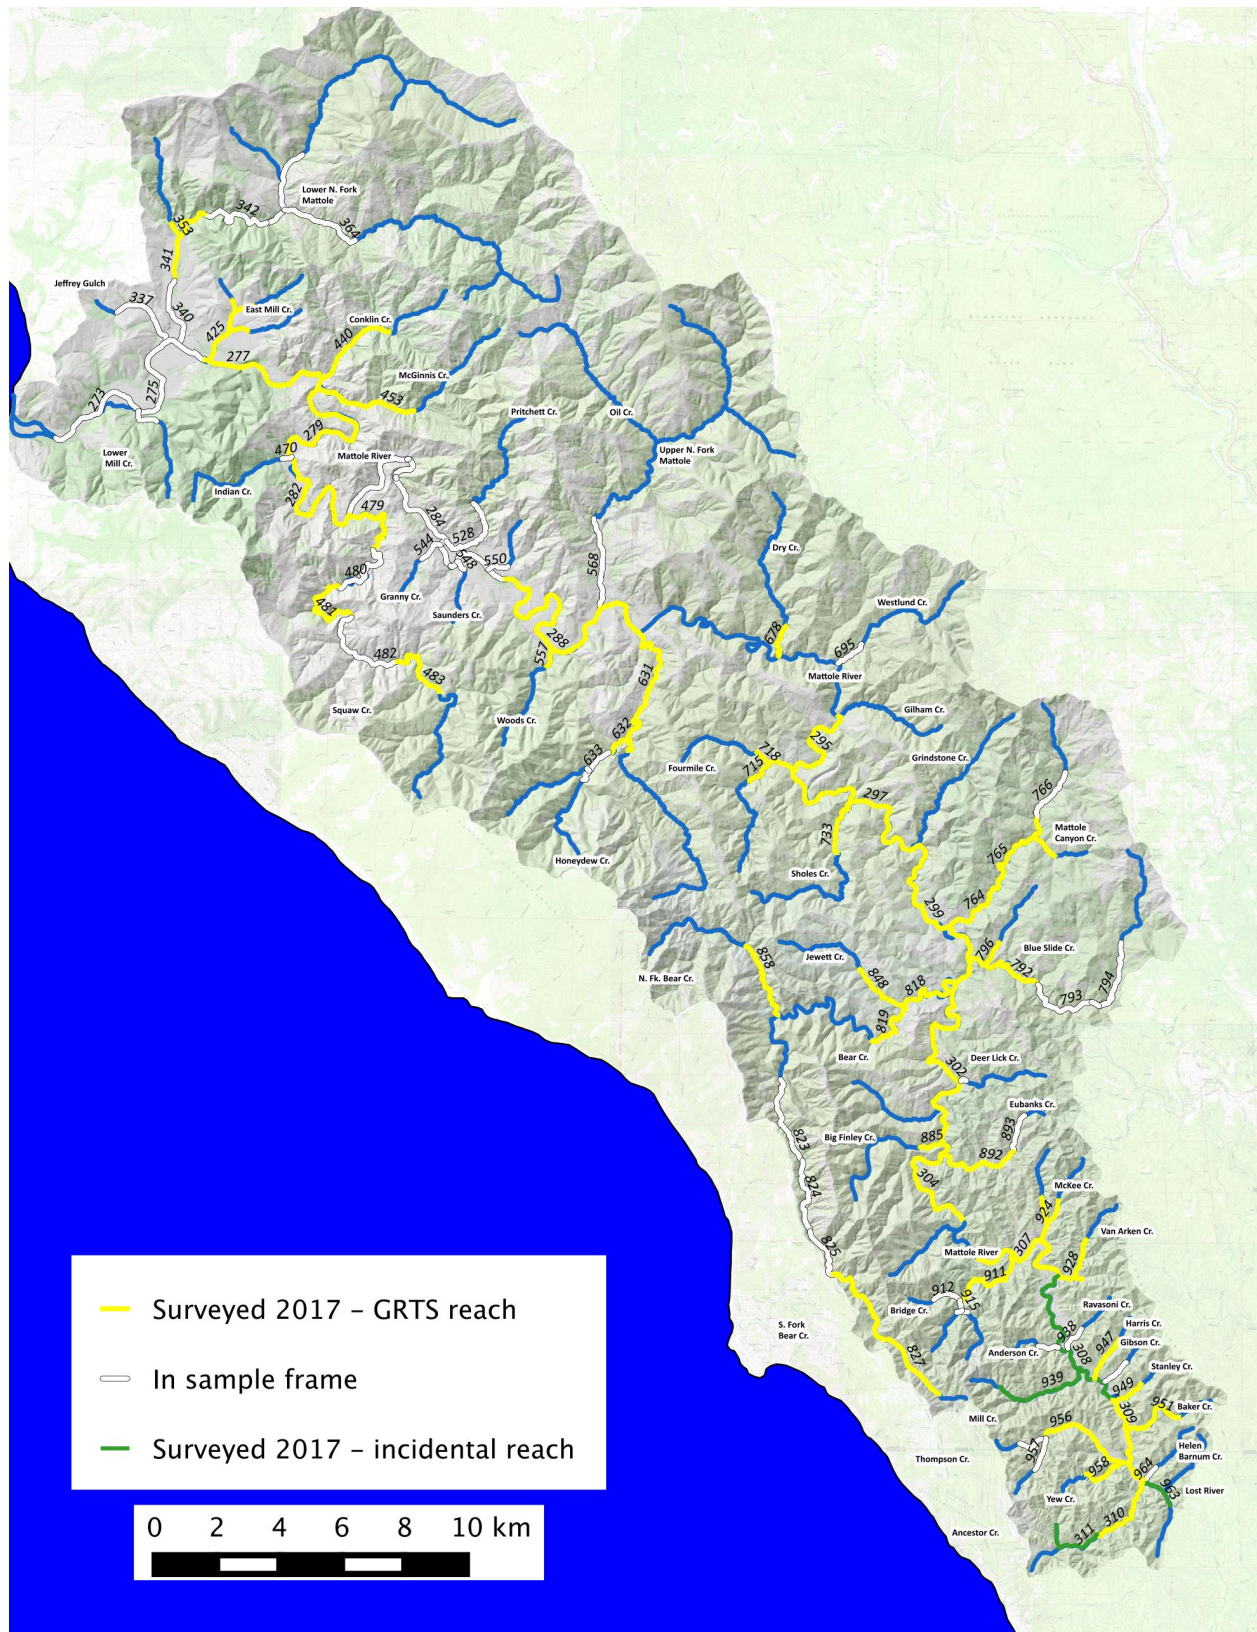 Lower N. Fork
Mattole
342
364
353
341
Jeffrey Gulch
337
340
East Mill Cr.
425
Conklin Cr.
440
277
McGinnis Cr.
453
273
275
Lower
Mill Cr.
279
470
Mattole River
Pritchett Cr.
Oil Cr.
Upper N. Fork
Mattole
Indian Cr.
282
479
284
528
544
548
550
568
480
Granny Cr.
Saunders Cr.
481
482
483
Squaw Cr.
288
557
Woods Cr.
Dry Cr.
Westlund Cr.
678
695
Mattole River
631
632
633
Gilham Cr.
295
Fourmile Cr.
718
715
Grindstone Cr.
297
733
766
Mattole
Canyon Cr.
765
764
Honeydew Cr.
Sholes Cr.
299
796
Blue Slide Cr.
792
793
794
N. Fk. Bear Cr.
858
Jewett Cr.
848
818
819
Bear Cr.
302
Deer Lick Cr.
Eubanks Cr.
893
Big Finley Cr.
885
892
823
824
825
304
McKee Cr.
924
Van Arken Cr.
307
928
Mattole River
911
912
915
Bridge Cr.
S. Fork
Bear Cr.
827
Ravasoni Cr.
Harris Cr.
Gibson Cr.
938
308
947
Anderson Cr.
Stanley Cr.
939
949
Mill Cr.
309
951
Baker Cr.
956
957
Thompson Cr.
958
Helen
Barnum Cr.
964
963
Lost River
Yew Cr.
310
311
Ancestor Cr.
Surveyed 2017 – GRTS reach
In sample frame
Surveyed 2017 – incidental reach
0 2 4 6 8 10 km